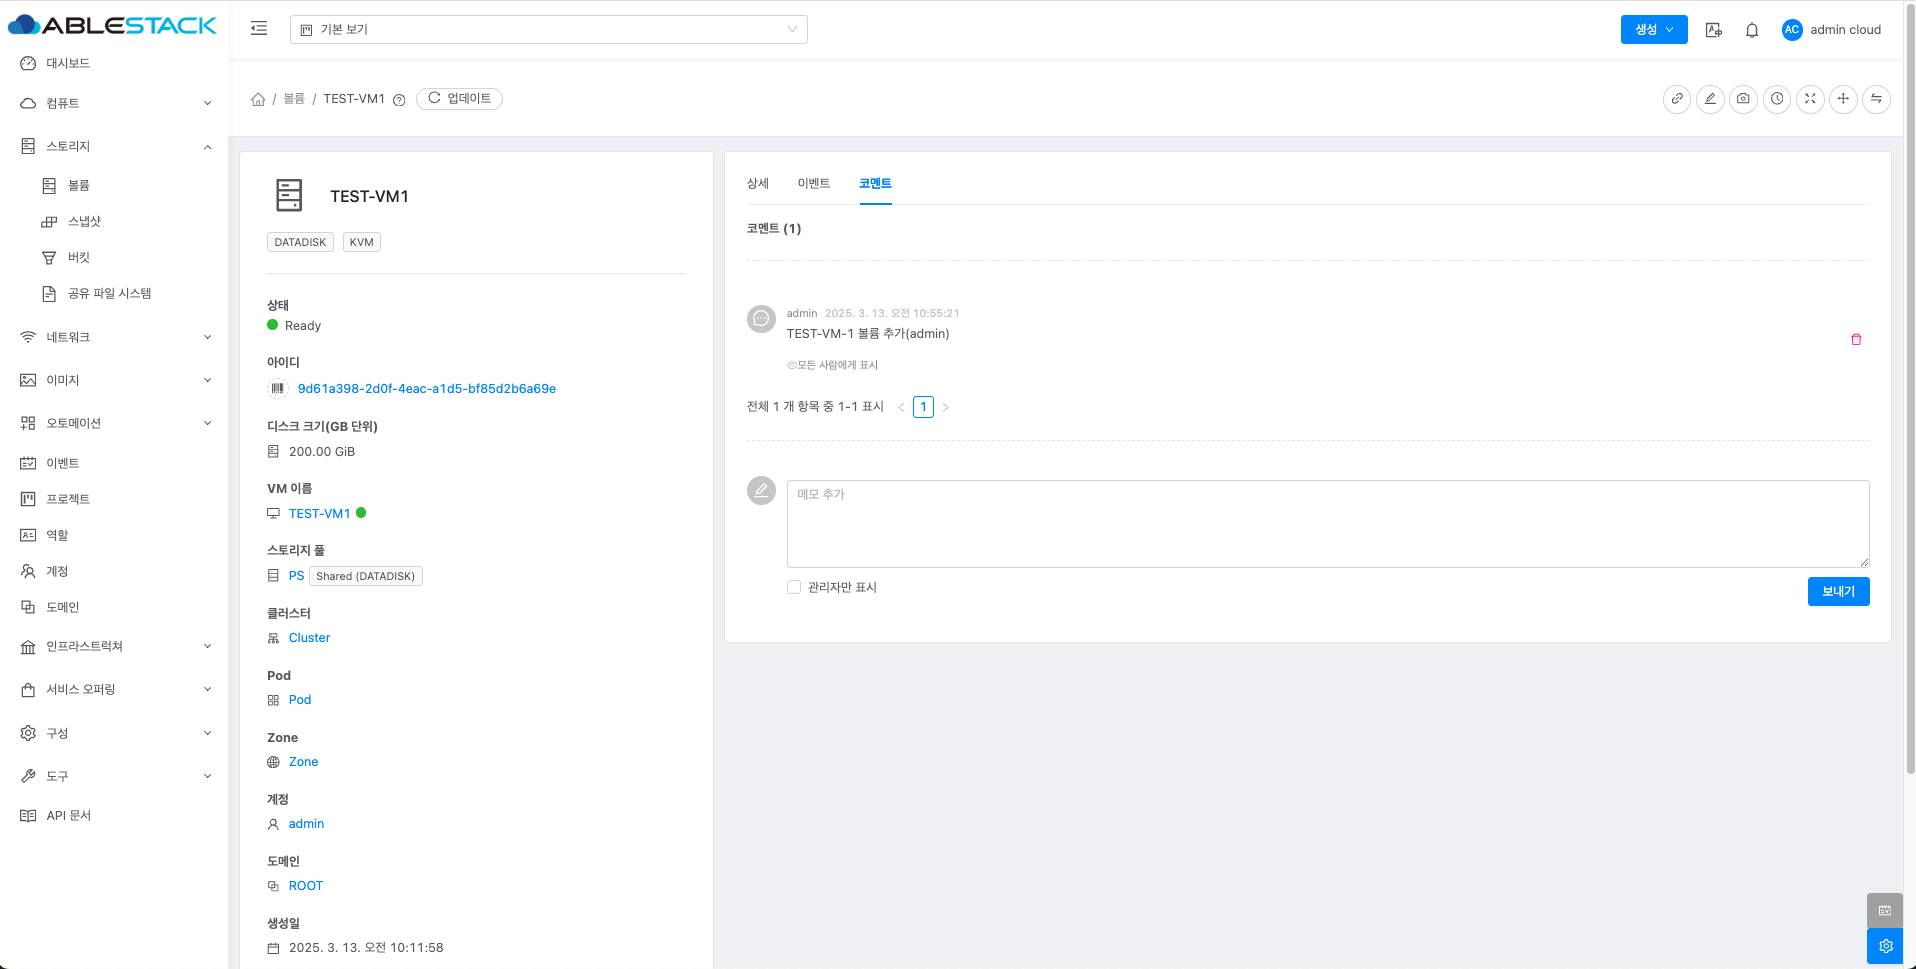 ABLESTACK
기본 보기
생성
AC
admin cloud
대시보드
컴퓨트
스토리지
볼륨
스냅샷
버킷
공유 파일 시스템
네트워크
이미지
오토메이션
이벤트
프로젝트
역할
계정
도메인
인프라스트럭쳐
서비스 오퍼링
구성
도구
API 문서
/ 볼륨 / TEST-VM1
업데이트
TEST-VM1
DATADISK KVM
상태
Ready
아이디
9d61a398-2d0f-4eac-a1d5-bf85d2b6a69e
디스크 크기(GB 단위)
200.00 GiB
VM 이름
TEST-VM1
스토리지 풀
PS Shared (DATADISK)
클러스터
Cluster
Pod
Pod
Zone
Zone
계정
admin
도메인
ROOT
생성일
2025. 3. 13. 오전 10:11:58
상세 이벤트 코멘트
코멘트 (1)
admin 2025. 3. 13. 오전 10:55:21
TEST-VM-1 볼륨 추가(admin)
모든 사람에게 표시
전체 1 개 항목 중 1-1 표시 < 1 >
메모 추가
관리자만 표시
보내기